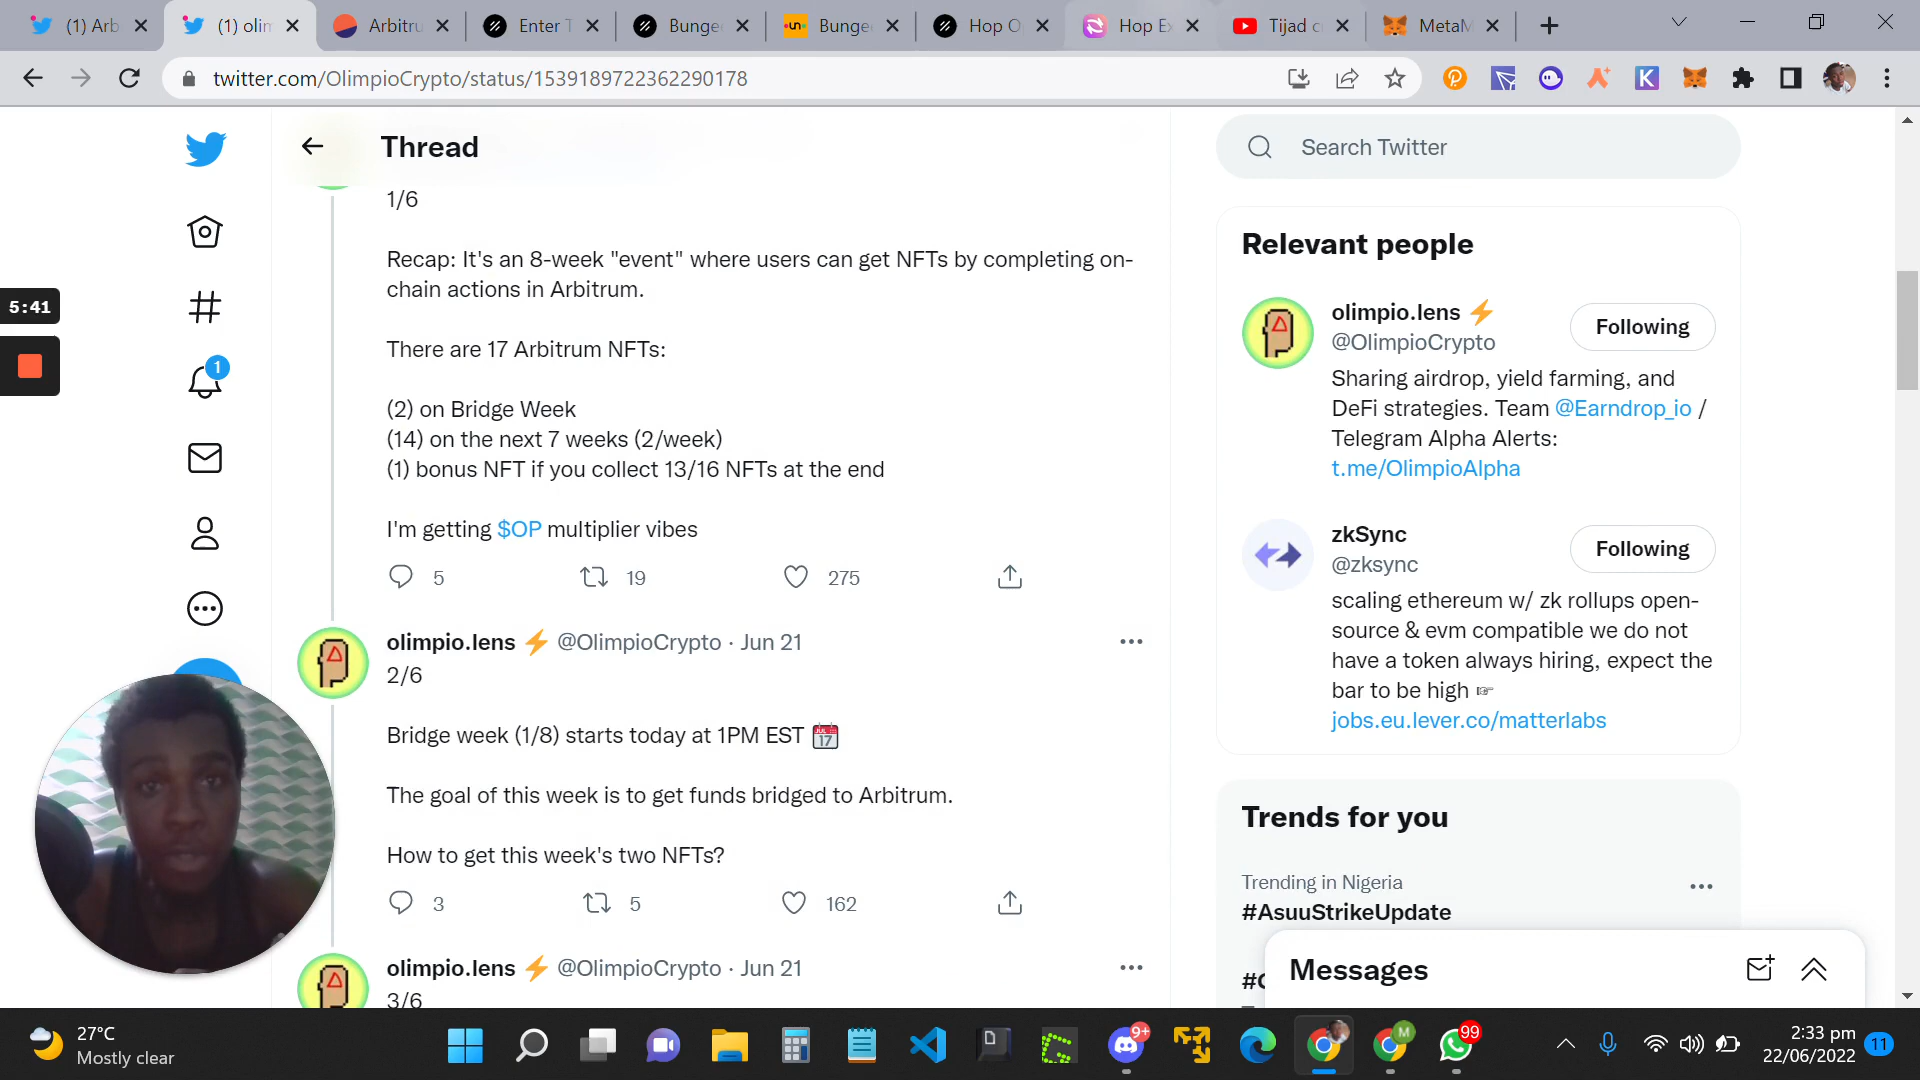 (1) Arb
(1) olim
Arbitru
Enter T
Bunge
Bunge
Hop O
Hop Ex
Tijad c
MetaM
twitter.com/OlimpioCrypto/status/1539189722362290178
Thread
Search Twitter
1/6
Recap: It's an 8-week "event" where users can get NFTs by completing on-
chain actions in Arbitrum.
There are 17 Arbitrum NFTs:
(2) on Bridge Week
(14) on the next 7 weeks (2/week)
(1) bonus NFT if you collect 13/16 NFTs at the end
I'm getting $OP multiplier vibes
5 19 275
olimpio.lens @OlimpioCrypto · Jun 21
2/6
Bridge week (1/8) starts today at 1PM EST
JUL
17
The goal of this week is to get funds bridged to Arbitrum.
How to get this week's two NFTs?
3 5 162
olimpio.lens @OlimpioCrypto · Jun 21
3/6
5:41
1
Relevant people
olimpio.lens
@OlimpioCrypto
Following
Sharing airdrop, yield farming, and
DeFi strategies. Team @Earndrop_io /
Telegram Alpha Alerts:
t.me/OlimpioAlpha
zkSync
@zksync
Following
scaling ethereum w/ zk rollups open-
source & evm compatible we do not
have a token always hiring, expect the
bar to be high
jobs.eu.lever.co/matterlabs
Trends for you
Trending in Nigeria
#AsuuStrikeUpdate
Messages
27°C
Mostly clear
9+
M
99
2:33 pm
22/06/2022
11